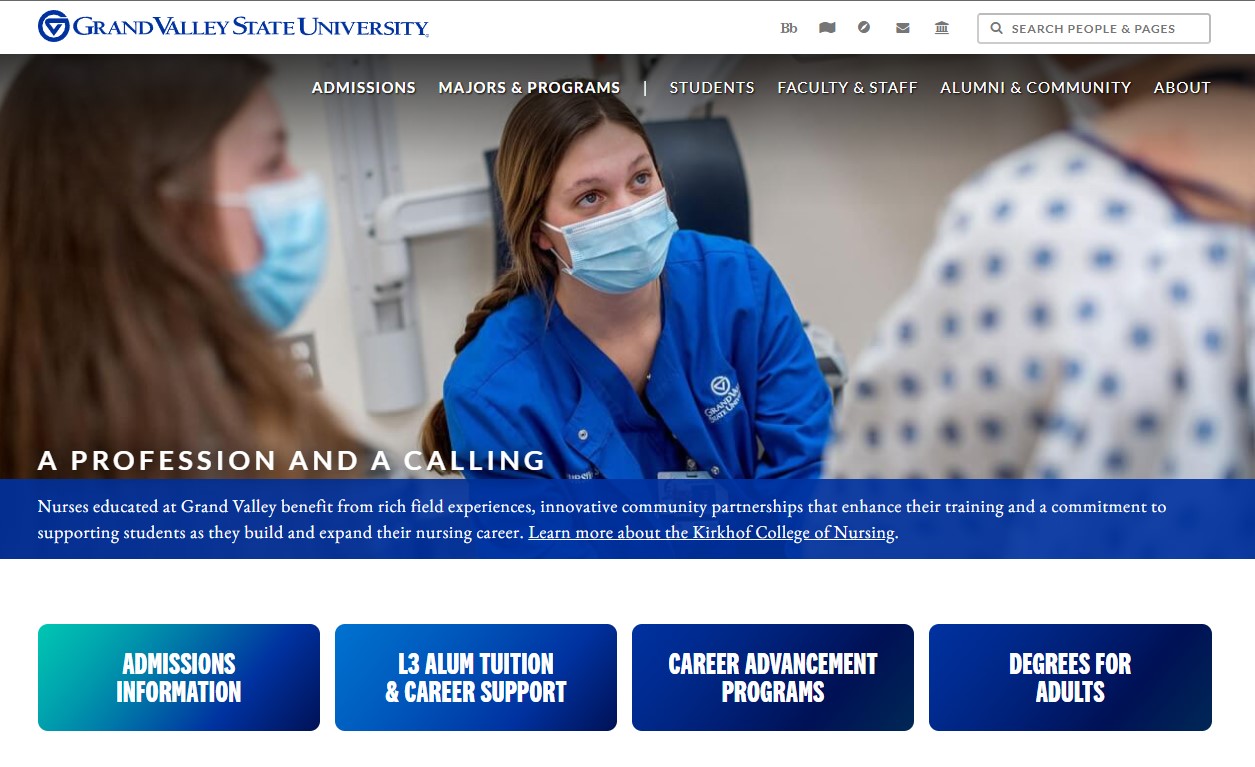 GRAND VALLEY STATE UNIVERSITY
Bb
SEARCH PEOPLE & PAGES
ADMISSIONS MAJORS & PROGRAMS | STUDENTS FACULTY & STAFF ALUMNI & COMMUNITY ABOUT
GRAND
STATE
A PROFESSION AND A CALLING
Nurses educated at Grand Valley benefit from rich field experiences, innovative community partnerships that enhance their training and a commitment to
supporting students as they build and expand their nursing career. Learn more about the Kirkhof College of Nursing.
ADMISSIONS
INFORMATION
L3 ALUM TUITION
& CAREER SUPPORT
CAREER ADVANCEMENT
PROGRAMS
DEGREES FOR
ADULTS